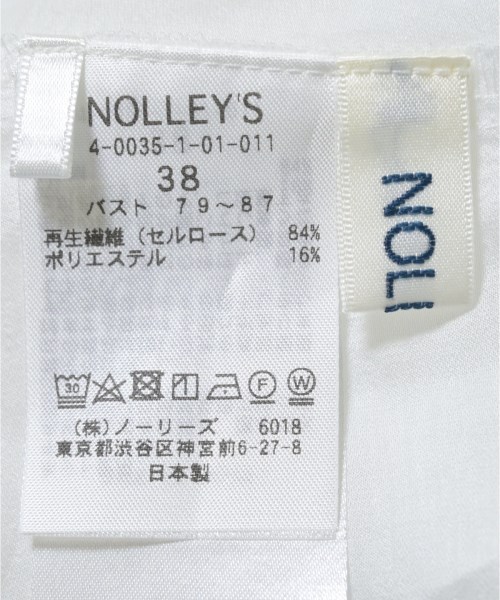 NOLLEY'S
4-0035-1-01-011
38
バスト 79～87
再生繊維（セルロース） 84%
ポリエステル 16%
30 F W
（株）ノーリーズ 6018
東京都渋谷区神宮前6-27-8
日本製
NOLL